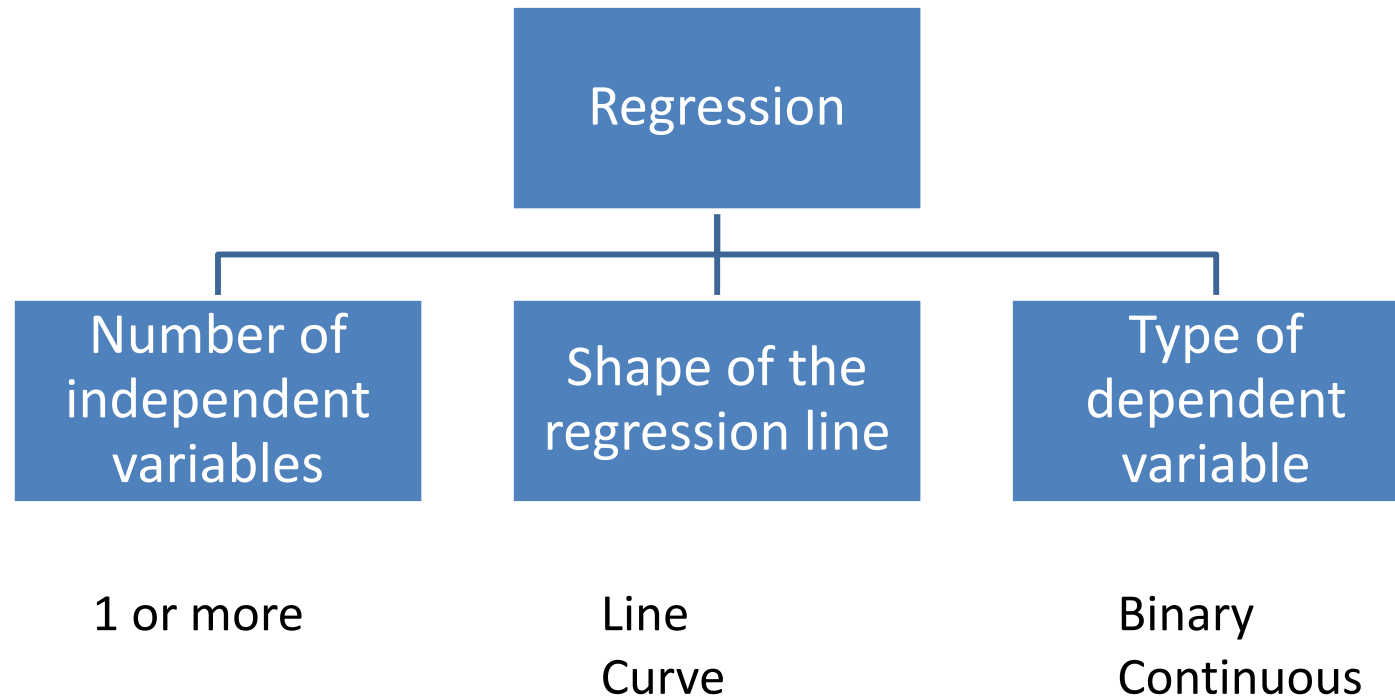 Regression
Number of
independent
variables
Shape of the
regression line
Type of
dependent
variable
1 or more
Line
Curve
Binary
Continuous